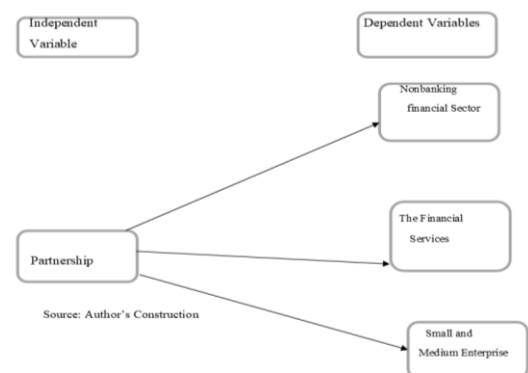 Independent
Variable
Dependent Variables
Nonbanking
financial Sector
The Financial
Services
Partnership
Source: Author's Construction
Small and
Medium Enterprise